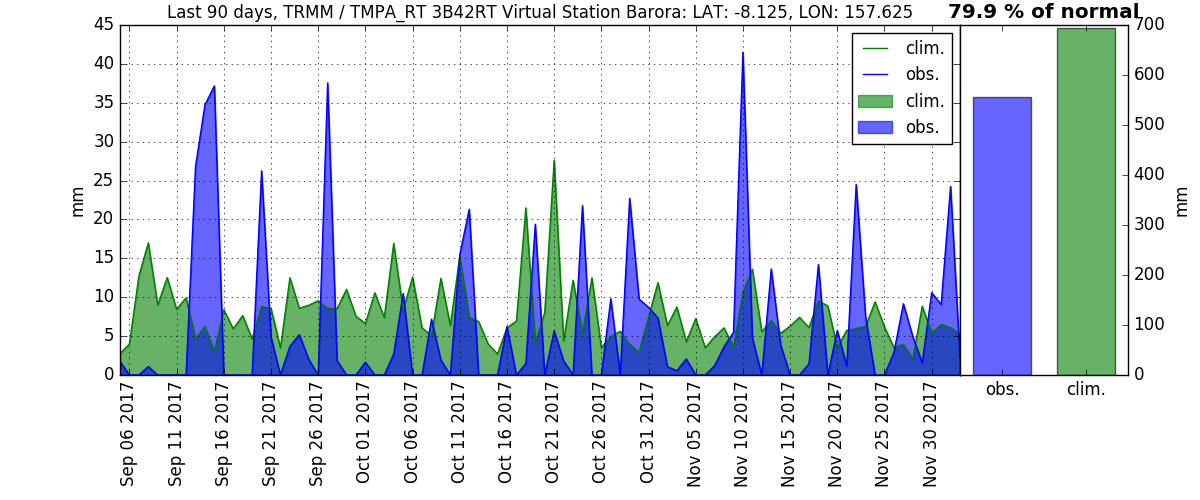 Last 90 days, TRMM / TMPA_RT 3B42RT Virtual Station Barora: LAT: -8.125, LON: 157.625
79.9 % of normal
45
40
35
30
25
20
15
10
5
0
mm
clim.
obs.
clim.
obs.
700
600
500
400
300
200
100
0
mm
obs.
clim.
Sep 06 2017
Sep 11 2017
Sep 16 2017
Sep 21 2017
Sep 26 2017
Oct 01 2017
Oct 06 2017
Oct 11 2017
Oct 16 2017
Oct 21 2017
Oct 26 2017
Oct 31 2017
Nov 05 2017
Nov 10 2017
Nov 15 2017
Nov 20 2017
Nov 25 2017
Nov 30 2017